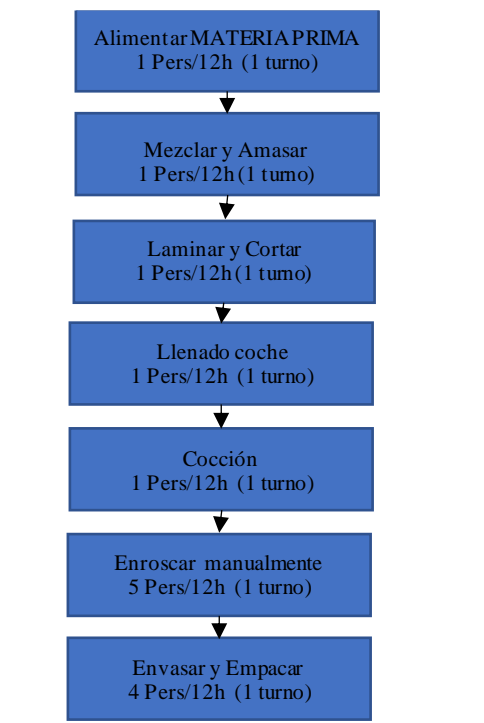 Alimentar MATERIA PRIMA
1 Pers/12h (1 turno)
Mezclar y Amasar
1 Pers/12h (1 turno)
Laminar y Cortar
1 Pers/12h (1 turno)
Llenado coche
1 Pers/12h (1 turno)
Cocción
1 Pers/12h (1 turno)
Enroscar manualmente
5 Pers/12h (1 turno)
Envasar y Empacar
4 Pers/12h (1 turno)